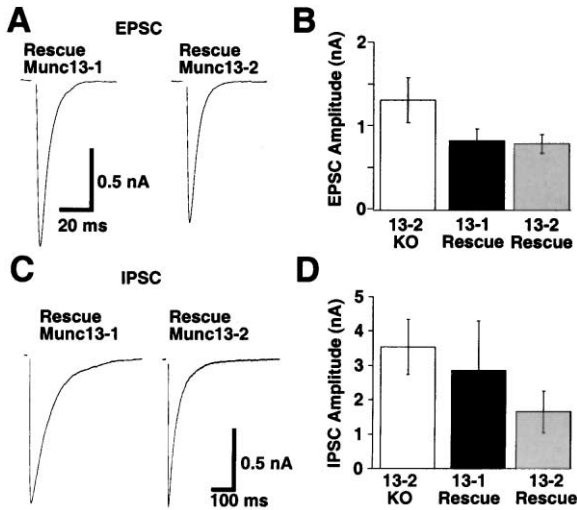 A
EPSC
Rescue
Munc13-1
Rescue
Munc13-2
0.5 nA
20 ms
B
EPSC Amplitude (nA)
2
1
0
13-2
KO
13-1
Rescue
13-2
Rescue
C
IPSC
Rescue
Munc13-1
Rescue
Munc13-2
0.5 nA
100 ms
D
IPSC Amplitude (nA)
5
4
3
2
1
0
13-2
KO
13-1
Rescue
13-2
Rescue